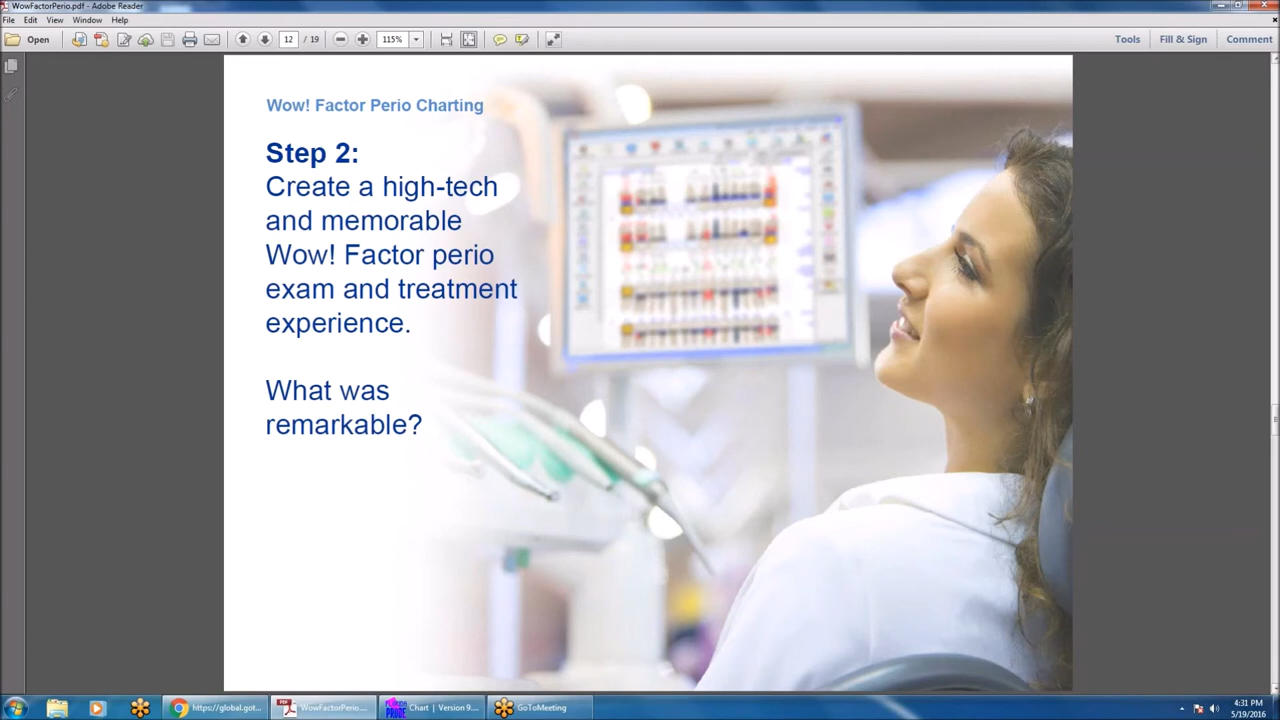 WowFactorPerio.pdf - Adobe Reader
File Edit View Window Help
Open 12 / 19 115% Tools Fill & Sign Comment
Wow! Factor Perio Charting
Step 2:
Create a high-tech
and memorable
Wow! Factor perio
exam and treatment
experience.
What was
remarkable?
https://global.got... WowFactorPerio.... FLORIDA PROBE Chart | Version 9.... GoToMeeting 4:31 PM
5/19/2016